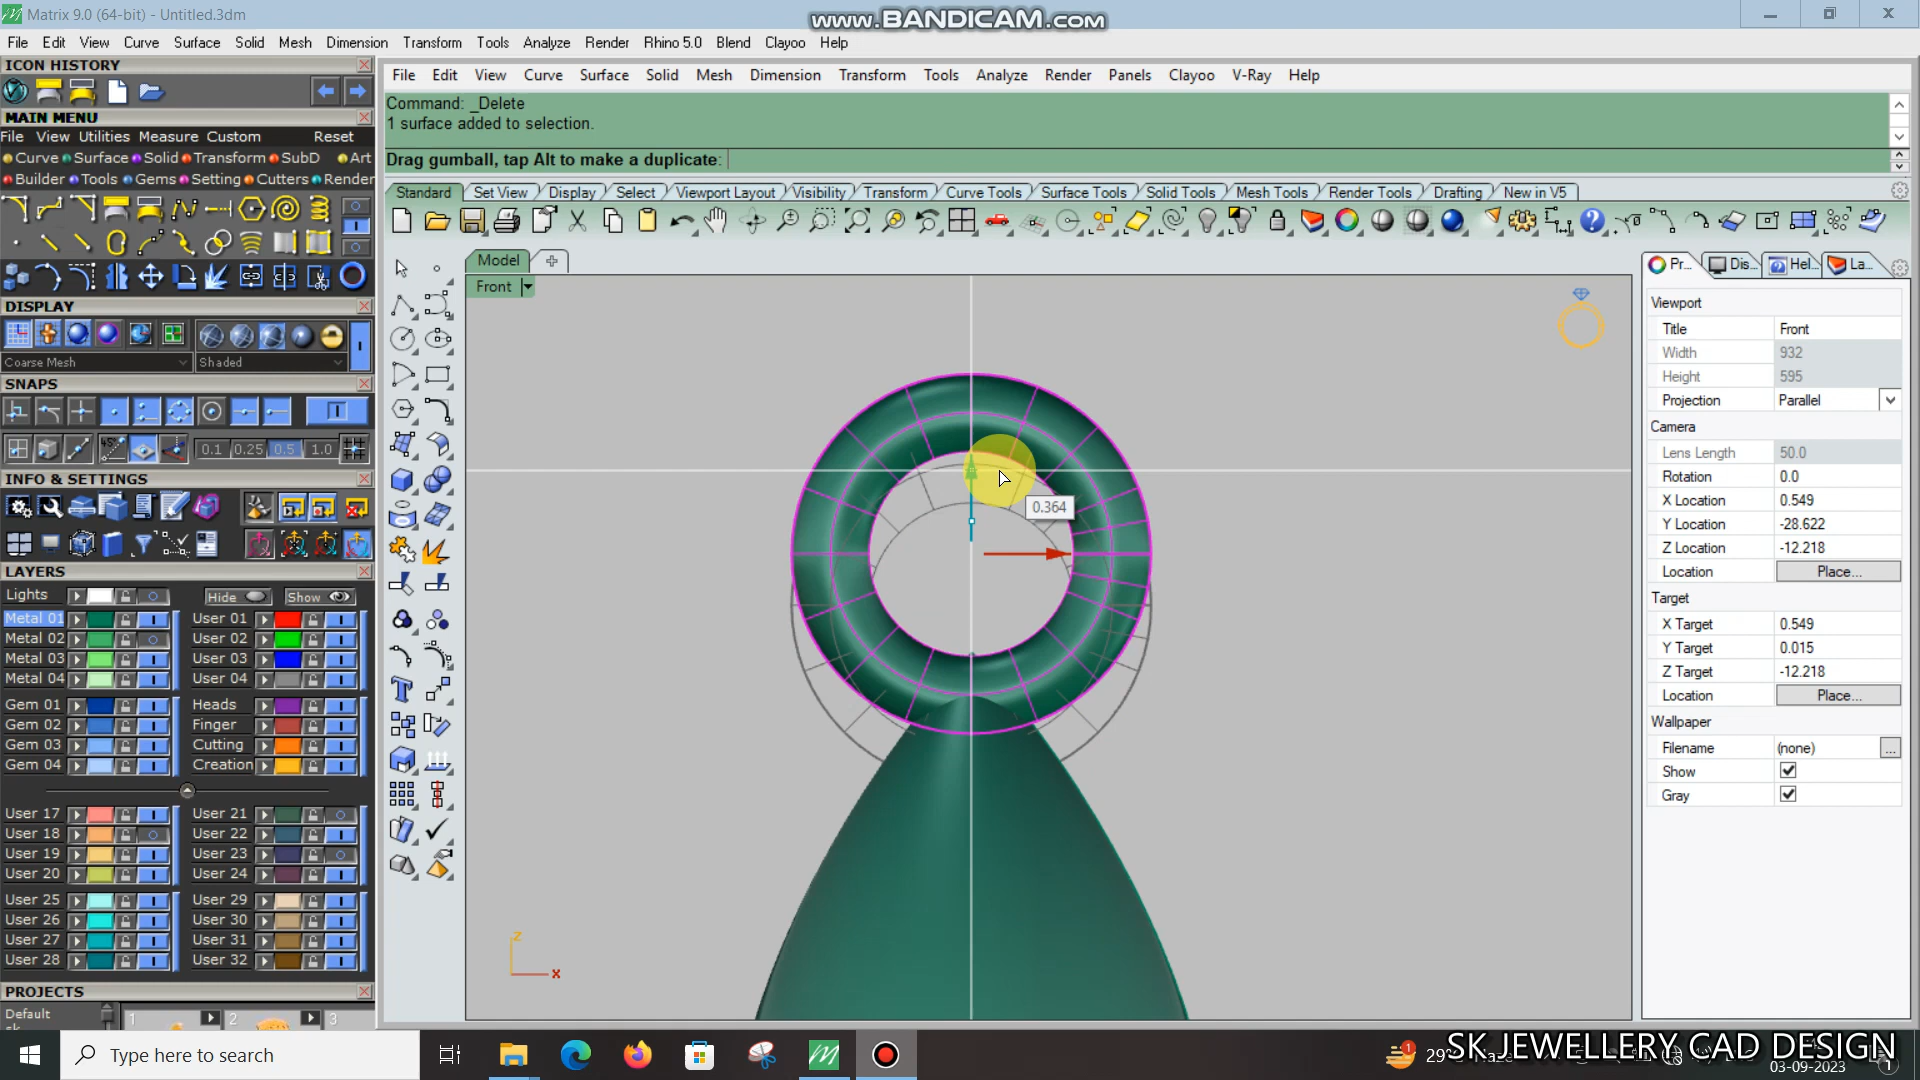 Matrix 9.0 (64-bit) - Untitled.3dm
www.BANDICAM.com
File Edit View Curve Surface Solid Mesh Dimension Transform Tools Analyze Render Rhino 5.0 Blend Clayoo Help
ICON HISTORY
MAIN MENU
File View Utilities Measure Custom Reset
Curve Surface Solid Transform SubD Art
Builder Tools Gems Setting Cutters Render
DISPLAY
Coarse Mesh Shaded
SNAPS
45°
0.1 0.25 0.5 1.0
INFO & SETTINGS
LAYERS
Lights Hide Show
Metal 01 User 01
Metal 02 User 02
Metal 03 User 03
Metal 04 User 04
Gem 01 Heads
Gem 02 Finger
Gem 03 Cutting
Gem 04 Creation
User 17 User 21
User 18 User 22
User 19 User 23
User 20 User 24
User 25 User 29
User 26 User 30
User 27 User 31
User 28 User 32
PROJECTS
Default 1 2 3
File Edit View Curve Surface Solid Mesh Dimension Transform Tools Analyze Render Panels Clayoo V-Ray Help
Command: _Delete
1 surface added to selection.
Drag gumball, tap Alt to make a duplicate:
Standard Set View Display Select Viewport Layout Visibility Transform Curve Tools Surface Tools Solid Tools Mesh Tools Render Tools Drafting New in V5
Model
Front
0.364
z
x
Pr... Dis... Hel... La...
Viewport
Title Front
Width 932
Height 595
Projection Parallel
Camera
Lens Length 50.0
Rotation 0.0
X Location 0.549
Y Location -28.622
Z Location -12.218
Location Place...
Target
X Target 0.549
Y Target 0.015
Z Target -12.218
Location Place...
Wallpaper
Filename (none) ...
Show
Gray
Type here to search
SK JEWELLERY CAD DESIGN
03-09-2023